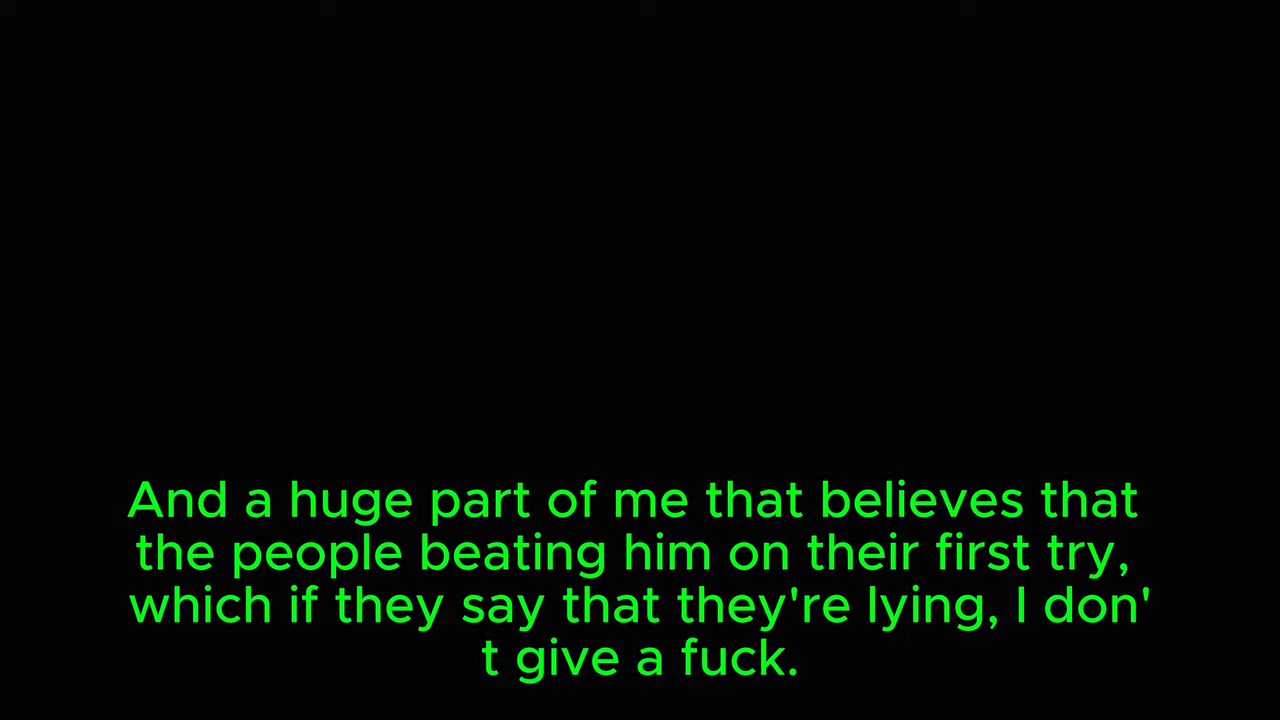 And a huge part of me that believes that
the people beating him on their first try,
which if they say that they're lying, I don'
t give a fuck.